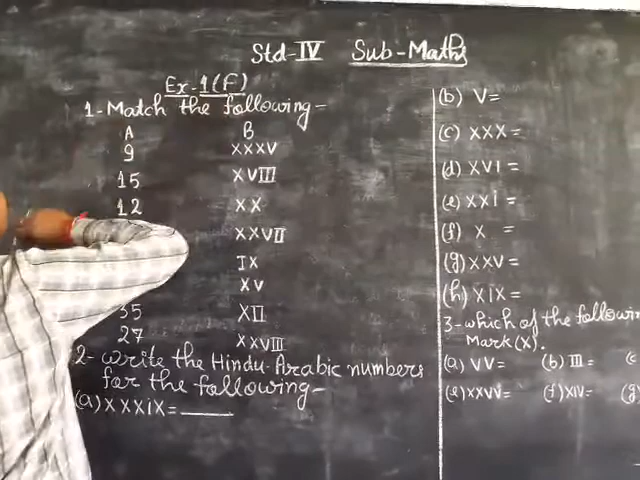 Std-IV Sub-Maths
Ex-1(F)
1-Match the following-
A B
9 XXXV
15 XVIII
12 XX
XXVII
IX
XV
35 XII
27 XXVIII
2- write the Hindu-Arabic numbers
for the following-
(a) XXXiX=
(b) V=
(c) XXX=
(d) XVI=
(e) XXI=
(f) X =
(g) XXV=
(h) XIX=
3-which of the
Mark(X).
(a) VV= (b) III=
(e) XXVV= (f) XIV= (g)